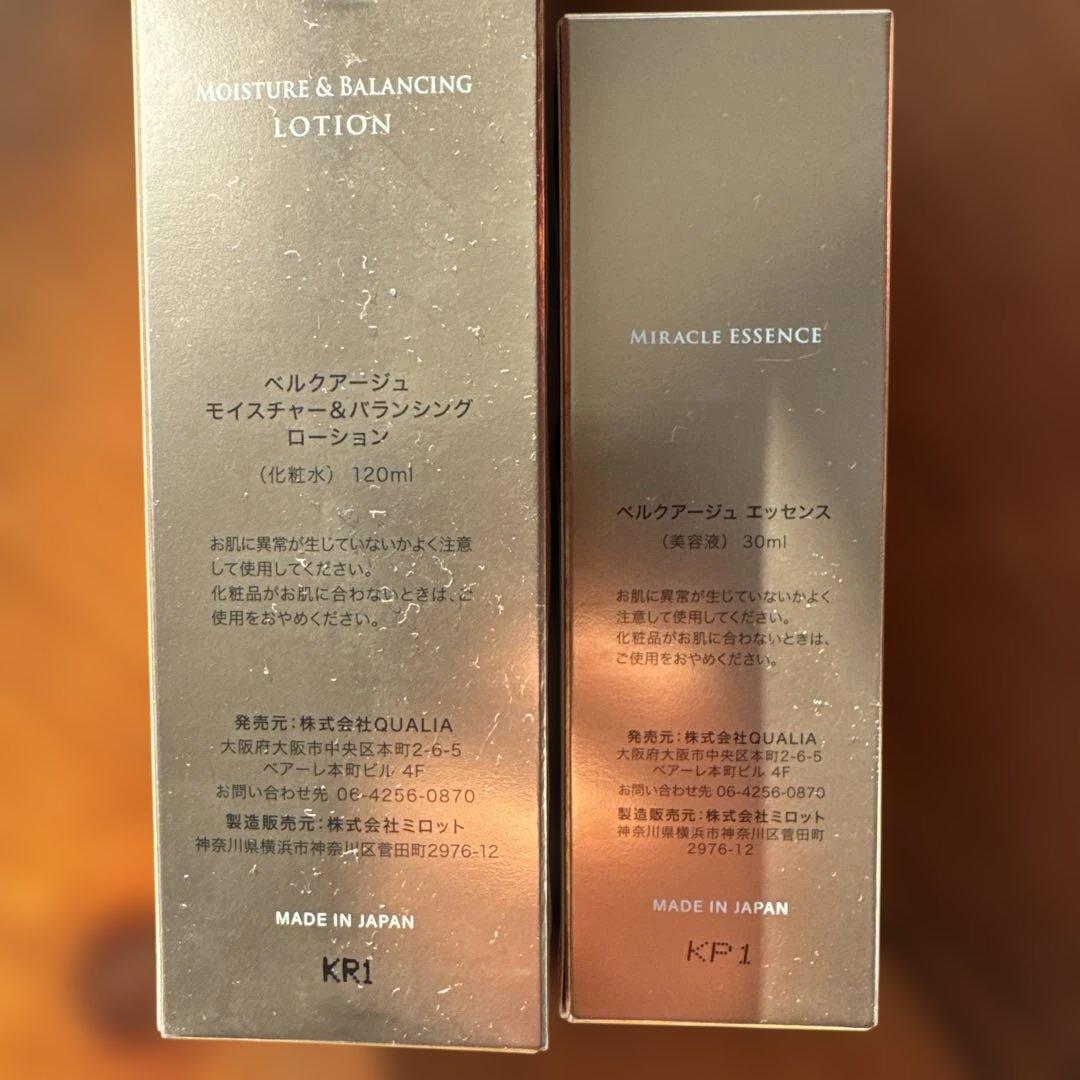 MOISTURE & BALANCING
LOTION
ベルクアージュ
モイスチャー&バランシング
ローション
(化粧水) 120ml
お肌に異常が生じていないかよく注意
して使用してください。
化粧品がお肌に合わないときは、ご
使用をおやめください。
発売元:株式会社QUALIA
大阪府大阪市中央区本町2-6-5
ベアーレ本町ビル 4F
お問い合わせ先 06-4256-0870
製造販売元:株式会社ミロット
神奈川県横浜市神奈川区菅田町2976-12
MADE IN JAPAN
KR1
MIRACLE ESSENCE
ベルクアージュ エッセンス
(美容液) 30ml
お肌に異常が生じていないかよく
注意して使用してください。
化粧品がお肌に合わないときは、
ご使用をおやめください。
発売元:株式会社QUALIA
大阪府大阪市中央区本町2-6-5
ベアーレ本町ビル 4F
お問い合わせ先 06-4256-0870
製造販売元:株式会社ミロット
神奈川県横浜市神奈川区菅田町
2976-12
MADE IN JAPAN
KP1